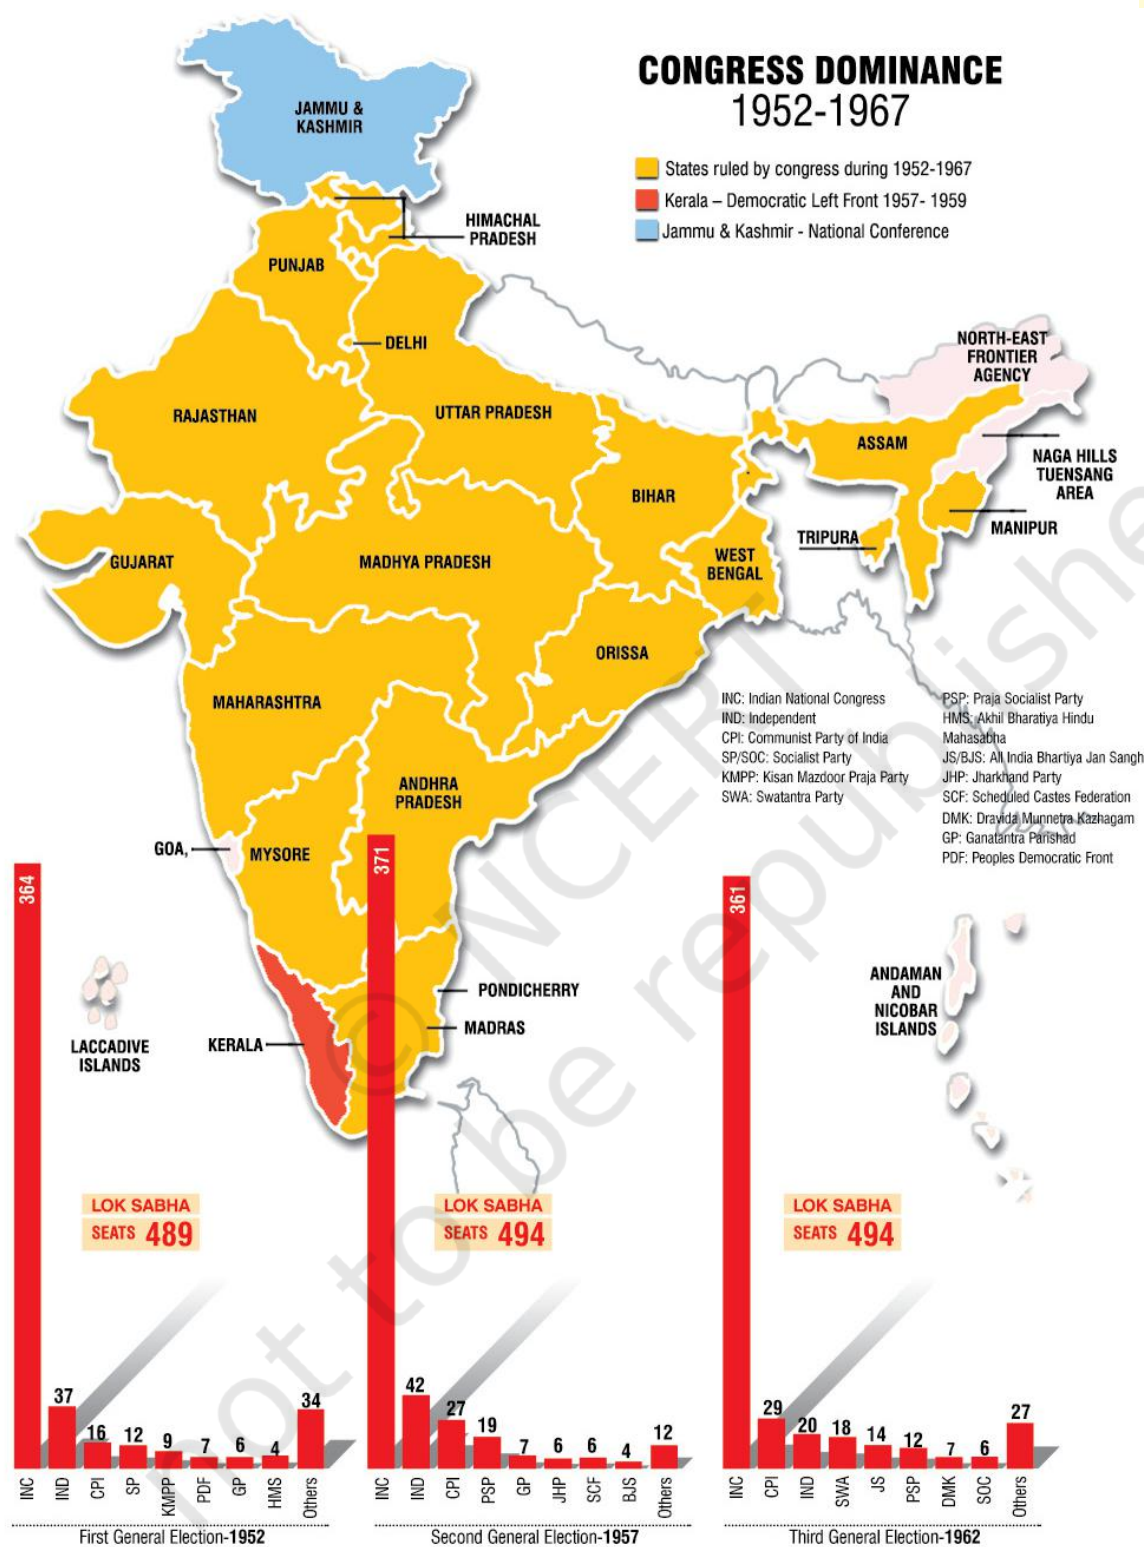 CONGRESS DOMINANCE
1952-1967
States ruled by congress during 1952-1967
Kerala – Democratic Left Front 1957- 1959
Jammu & Kashmir - National Conference
JAMMU &
KASHMIR
HIMACHAL
PRADESH
PUNJAB
DELHI
RAJASTHAN
UTTAR PRADESH
NORTH-EAST
FRONTIER
AGENCY
ASSAM
NAGA HILLS
TUENSANG
AREA
BIHAR
MANIPUR
TRIPURA
GUJARAT
MADHYA PRADESH
WEST
BENGAL
ORISSA
MAHARASHTRA
ANDHRA
PRADESH
GOA,
MYSORE
PONDICHERRY
MADRAS
KERALA
LACCADIVE
ISLANDS
ANDAMAN
AND
NICOBAR
ISLANDS
INC: Indian National Congress
IND: Independent
CPI: Communist Party of India
SP/SOC: Socialist Party
KMPP: Kisan Mazdoor Praja Party
SWA: Swatantra Party
PSP: Praja Socialist Party
HMS: Akhil Bharatiya Hindu
Mahasabha
JS/BJS: All India Bhartiya Jan Sangh
JHP: Jharkhand Party
SCF: Scheduled Castes Federation
DMK: Dravida Munnetra Kazhagam
GP: Ganatantra Parishad
PDF: Peoples Democratic Front
© NCERT
not to be republishe
LOK SABHA
SEATS 489
364
37
16
12
9
7
6
4
34
INC
IND
CPI
SP
KMPP
PDF
GP
HMS
Others
First General Election-1952
LOK SABHA
SEATS 494
371
42
27
19
7
6
6
4
12
INC
IND
CPI
PSP
GP
JHP
SCF
BJS
Others
Second General Election-1957
LOK SABHA
SEATS 494
361
29
20
18
14
12
7
6
27
INC
CPI
IND
SWA
JS
PSP
DMK
SOC
Others
Third General Election-1962